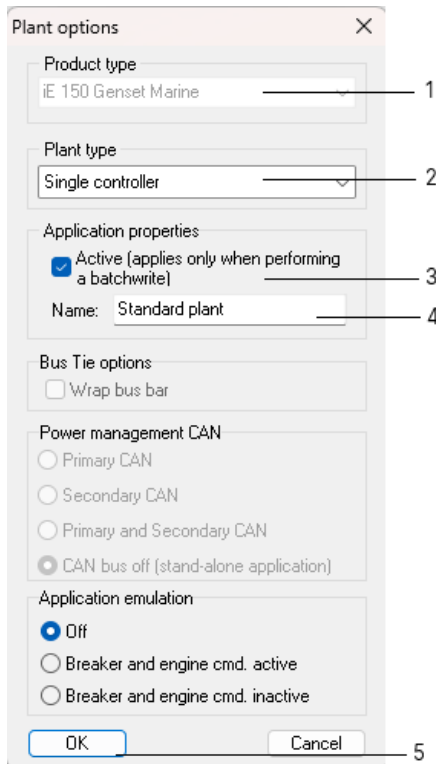 Plant options
Product type
iE 150 Genset Marine
1
Plant type
Single controller
2
Application properties
Active (applies only when performing
a batchwrite)
3
Name: Standard plant
4
Bus Tie options
Wrap bus bar
Power management CAN
Primary CAN
Secondary CAN
Primary and Secondary CAN
CAN bus off (stand-alone application)
Application emulation
Off
Breaker and engine cmd. active
Breaker and engine cmd. inactive
OK Cancel
5